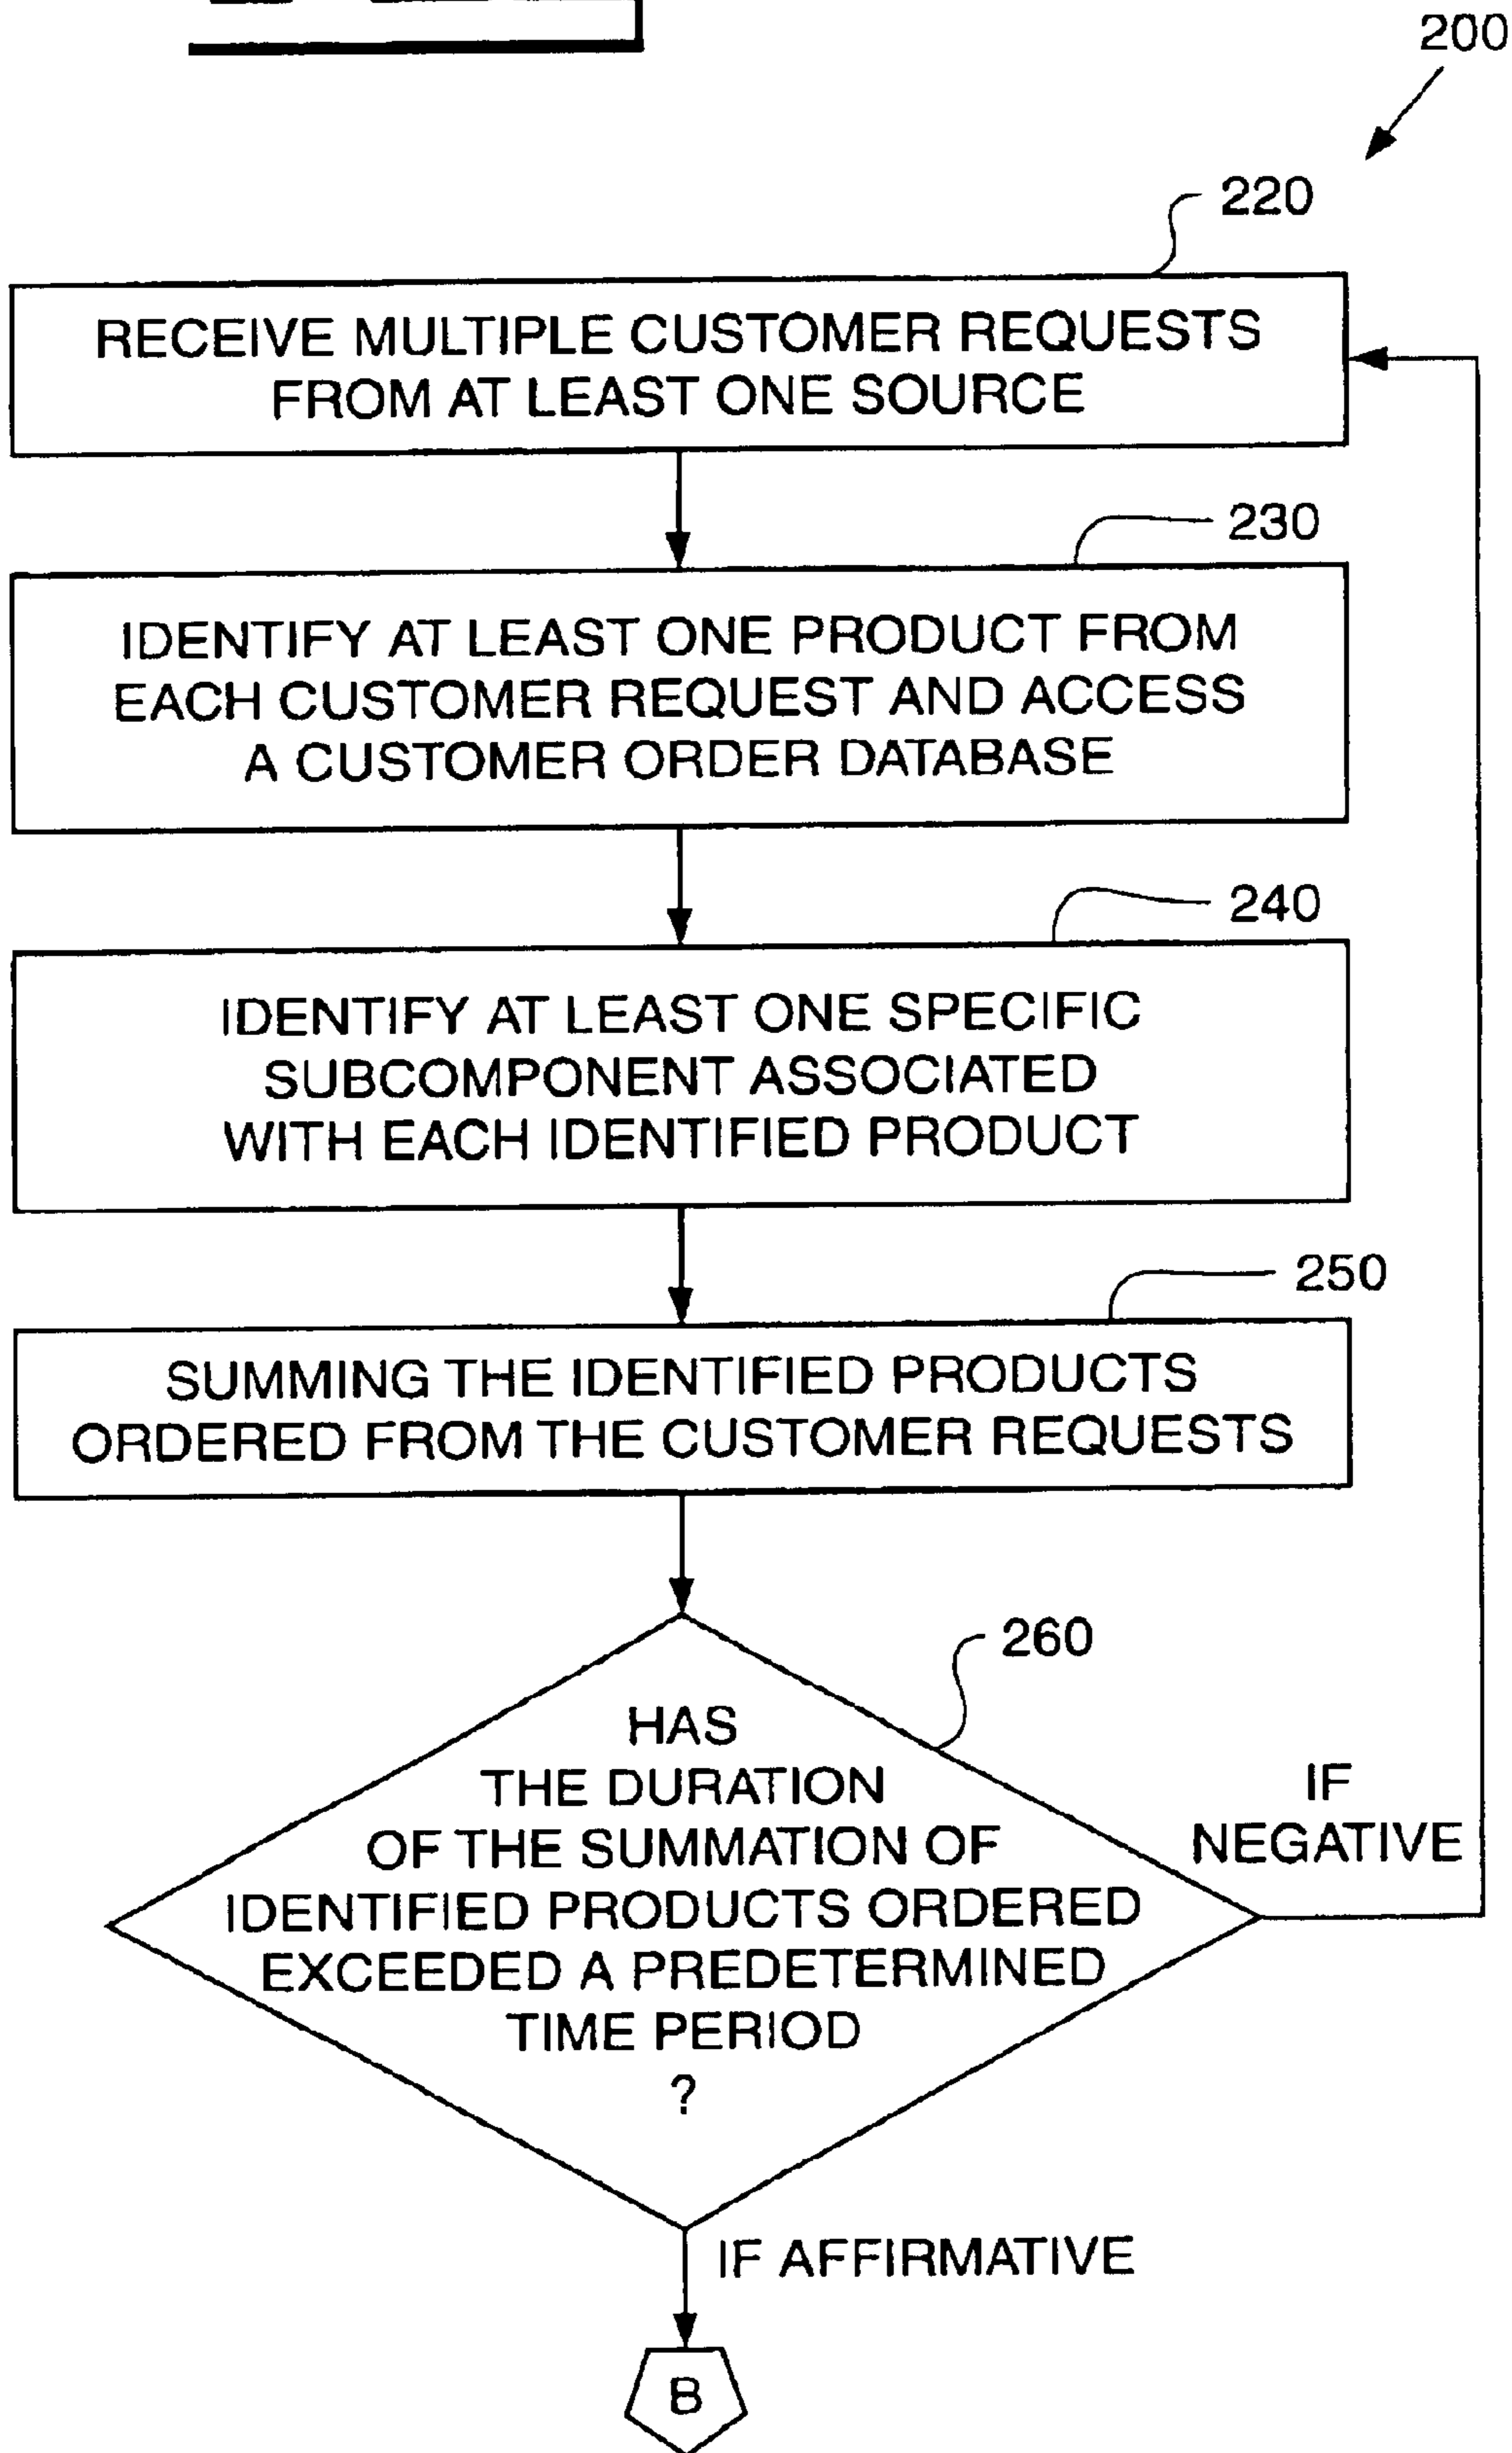 200
220
RECEIVE MULTIPLE CUSTOMER REQUESTS
FROM AT LEAST ONE SOURCE
230
IDENTIFY AT LEAST ONE PRODUCT FROM
EACH CUSTOMER REQUEST AND ACCESS
A CUSTOMER ORDER DATABASE
240
IDENTIFY AT LEAST ONE SPECIFIC
SUBCOMPONENT ASSOCIATED
WITH EACH IDENTIFIED PRODUCT
250
SUMMING THE IDENTIFIED PRODUCTS
ORDERED FROM THE CUSTOMER REQUESTS
260
HAS
THE DURATION
OF THE SUMMATION OF
IDENTIFIED PRODUCTS ORDERED
EXCEEDED A PREDETERMINED
TIME PERIOD
?
IF
NEGATIVE
IF AFFIRMATIVE
B